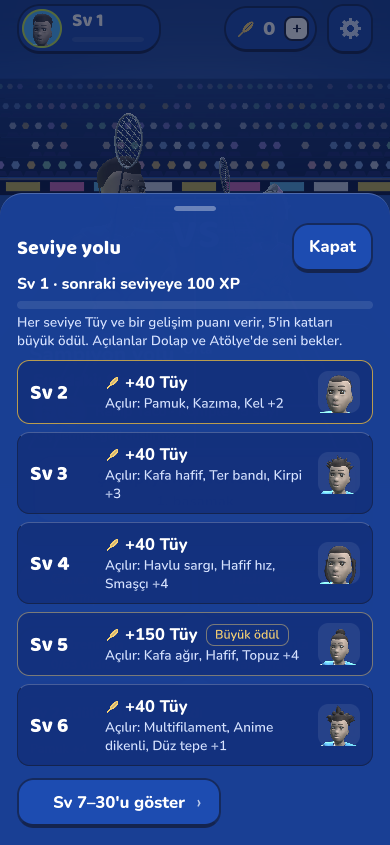 Sv 1
0 +
Seviye yolu
Kapat
Sv 1 · sonraki seviyeye 100 XP
Her seviye Tüy ve bir gelişim puanı verir, 5'in katları
büyük ödül. Açılanlar Dolap ve Atölye'de seni bekler.
Sv 2
+40 Tüy
Açılır: Pamuk, Kazıma, Kel +2
Sv 3
+40 Tüy
Açılır: Kafa hafif, Ter bandı, Kirpi
+3
Sv 4
+40 Tüy
Açılır: Havlu sargı, Hafif hız,
Smaşçı +4
Sv 5
+150 Tüy Büyük ödül
Açılır: Kafa ağır, Hafif, Topuz +4
Sv 6
+40 Tüy
Açılır: Multifilament, Anime
dikenli, Düz tepe +1
Sv 7–30'u göster ›